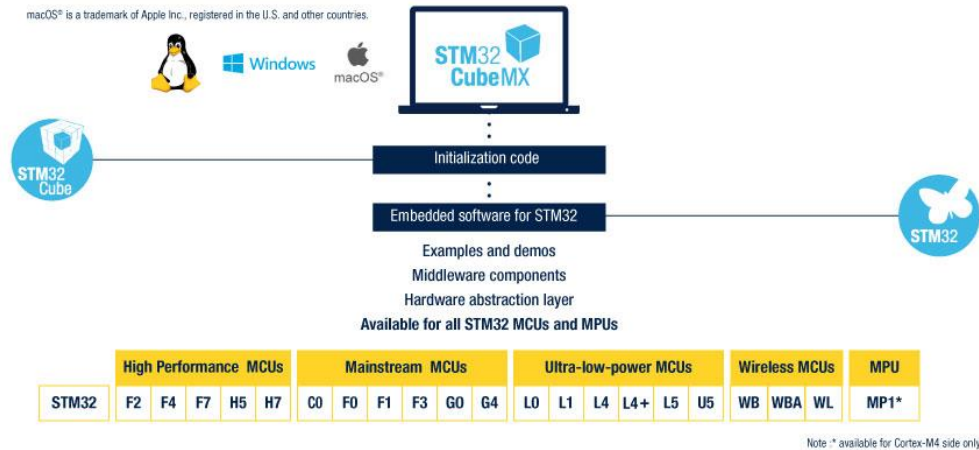 macOS® is a trademark of Apple Inc., registered in the U.S. and other countries.
Windows
macOS®
STM32
CubeMX
Initialization code
STM32
Cube
Embedded software for STM32
STM32
Examples and demos
Middleware components
Hardware abstraction layer
Available for all STM32 MCUs and MPUs
High Performance MCUs Mainstream MCUs Ultra-low-power MCUs Wireless MCUs MPU
STM32 F2 F4 F7 H5 H7 C0 F0 F1 F3 G0 G4 L0 L1 L4 L4+ L5 U5 WB WBA WL MP1*
Note :* available for Cortex-M4 side only